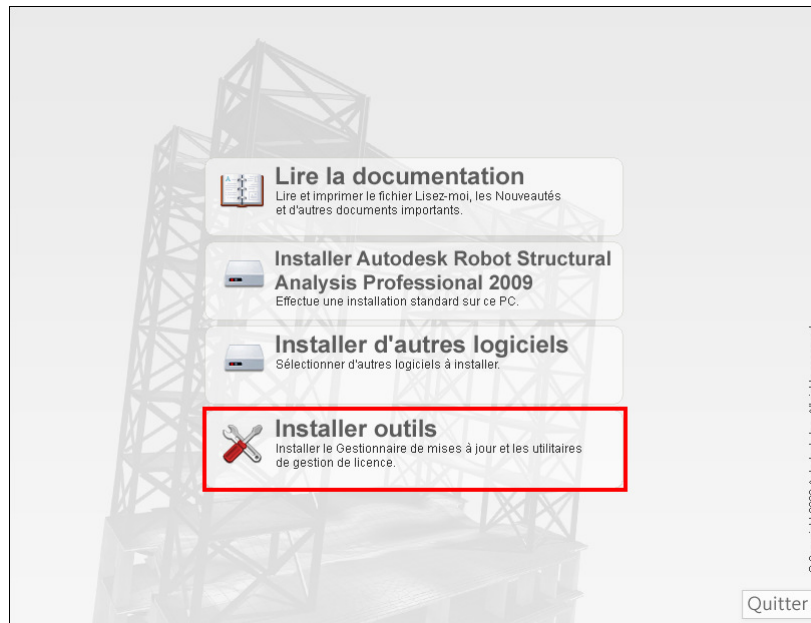 Lire la documentation
Lire et imprimer le fichier Lisez-moi, les Nouveautés
et d'autres documents importants.
Installer Autodesk Robot Structural
Analysis Professional 2009
Effectue une installation standard sur ce PC.
Installer d'autres logiciels
Sélectionner d'autres logiciels à installer.
Installer outils
Installer le Gestionnaire de mises à jour et les utilitaires
de gestion de licence.
Quitter